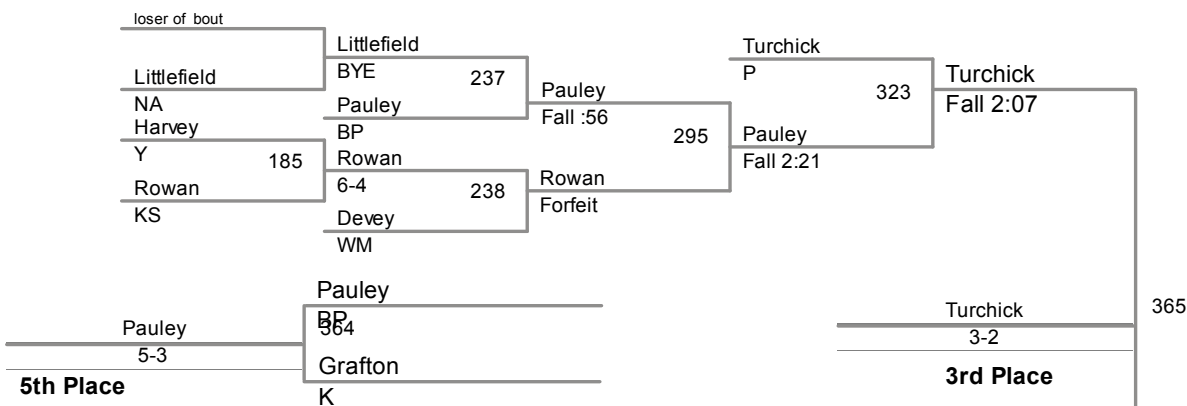 loser of bout
Littlefield
BYE
Littlefield
NA
237
Pauley
BP
Pauley
Fall :56
Harvey
Y
185
Rowan
KS
Rowan
6-4
238
Devey
WM
Rowan
Forfeit
295
Turchick
P
323
Pauley
Fall 2:21
Turchick
Fall 2:07
Pauley
BP
364
Pauley
5-3
5th Place
Grafton
K
Turchick
3-2
3rd Place
365